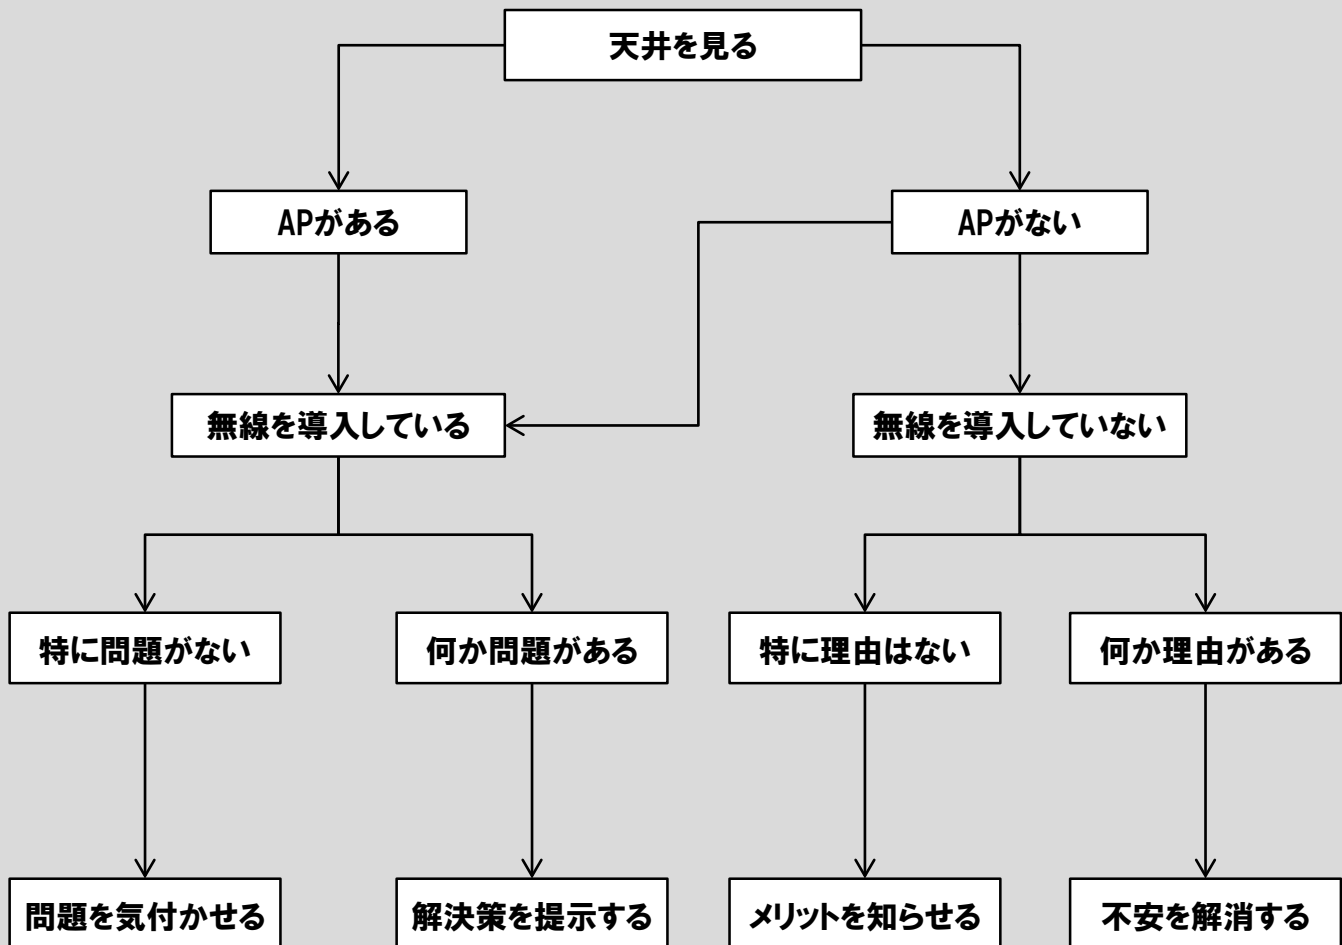 天井を見る
APがある
APがない
無線を導入している
無線を導入していない
特に問題がない
何か問題がある
特に理由はない
何か理由がある
問題を気付かせる
解決策を提示する
メリットを知らせる
不安を解消する